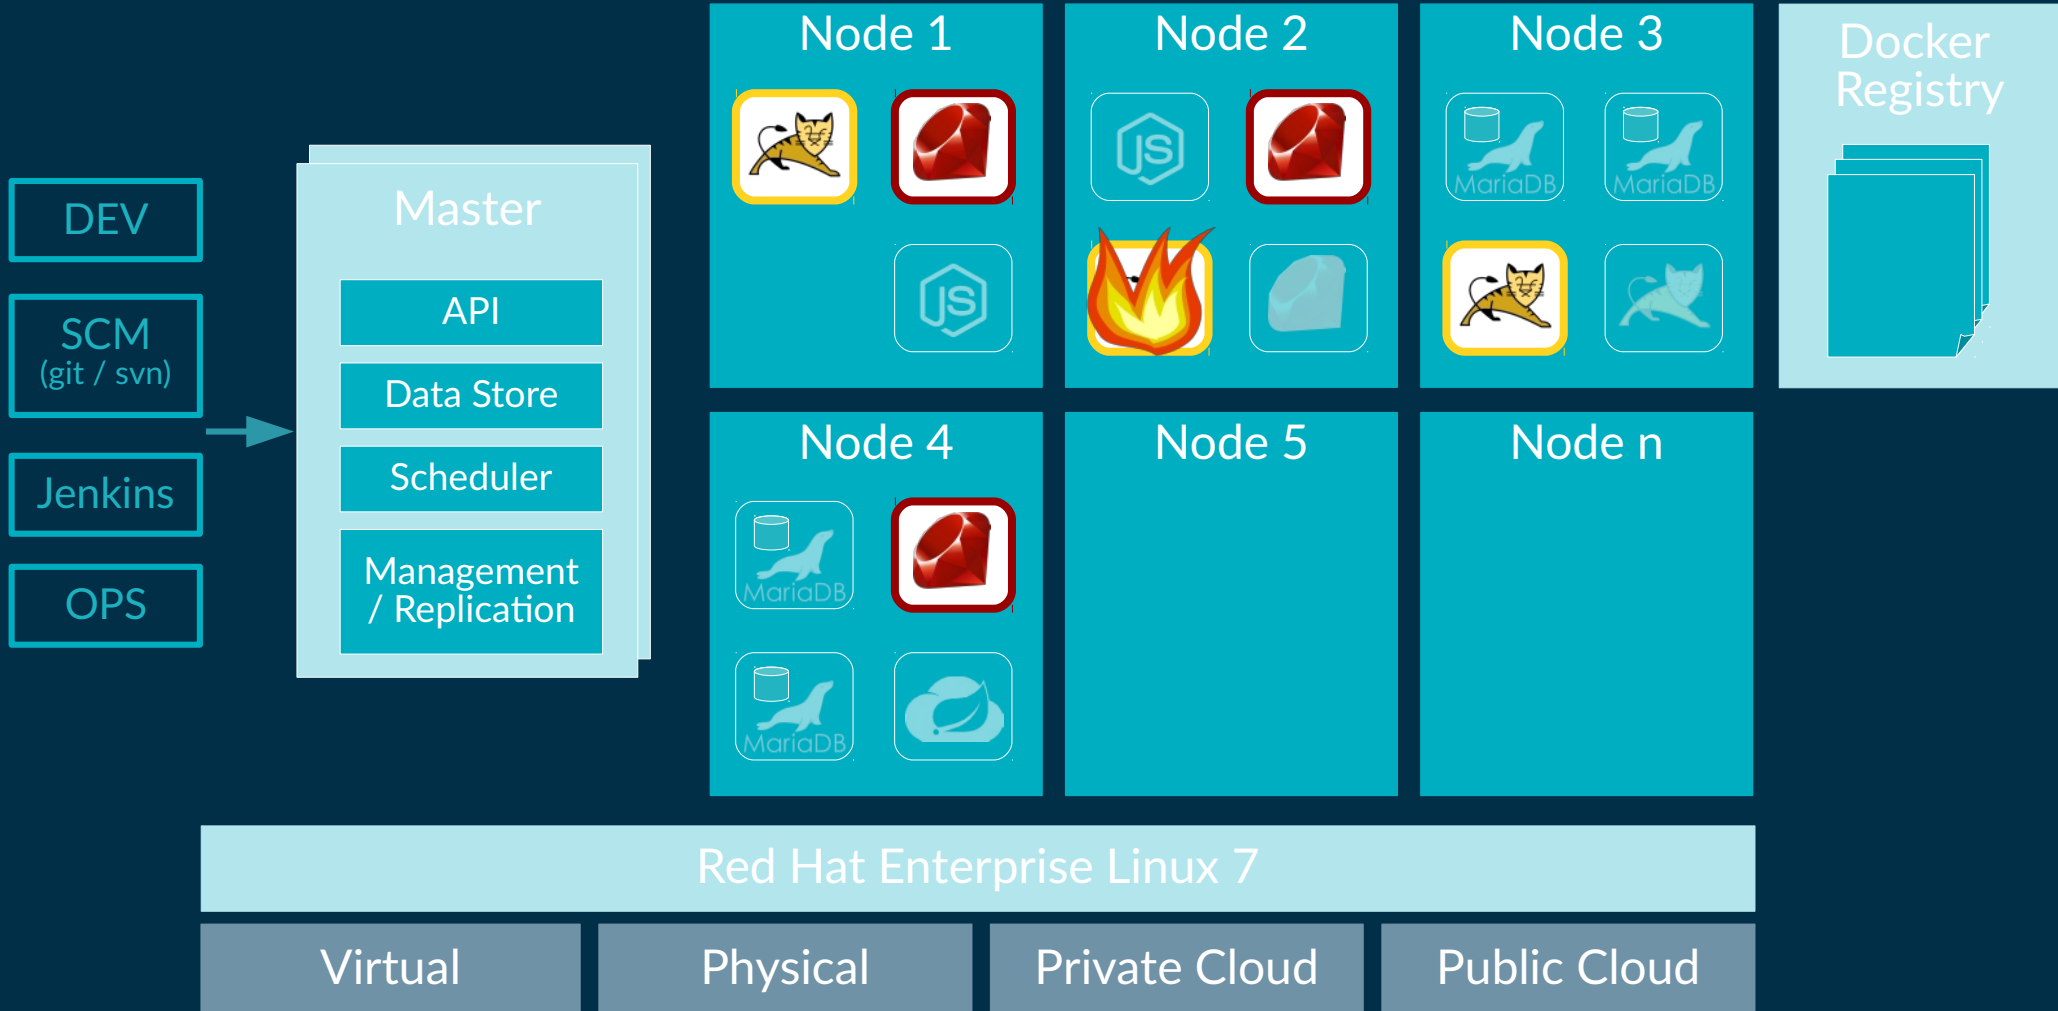 DEV
SCM
(git / svn)
Jenkins
OPS
Master
API
Data Store
Scheduler
Management
/ Replication
Node 1
JS
Node 2
JS
Node 3
MariaDB
MariaDB
Node 4
MariaDB
MariaDB
Node 5
Node n
Docker
Registry
Red Hat Enterprise Linux 7
Virtual
Physical
Private Cloud
Public Cloud